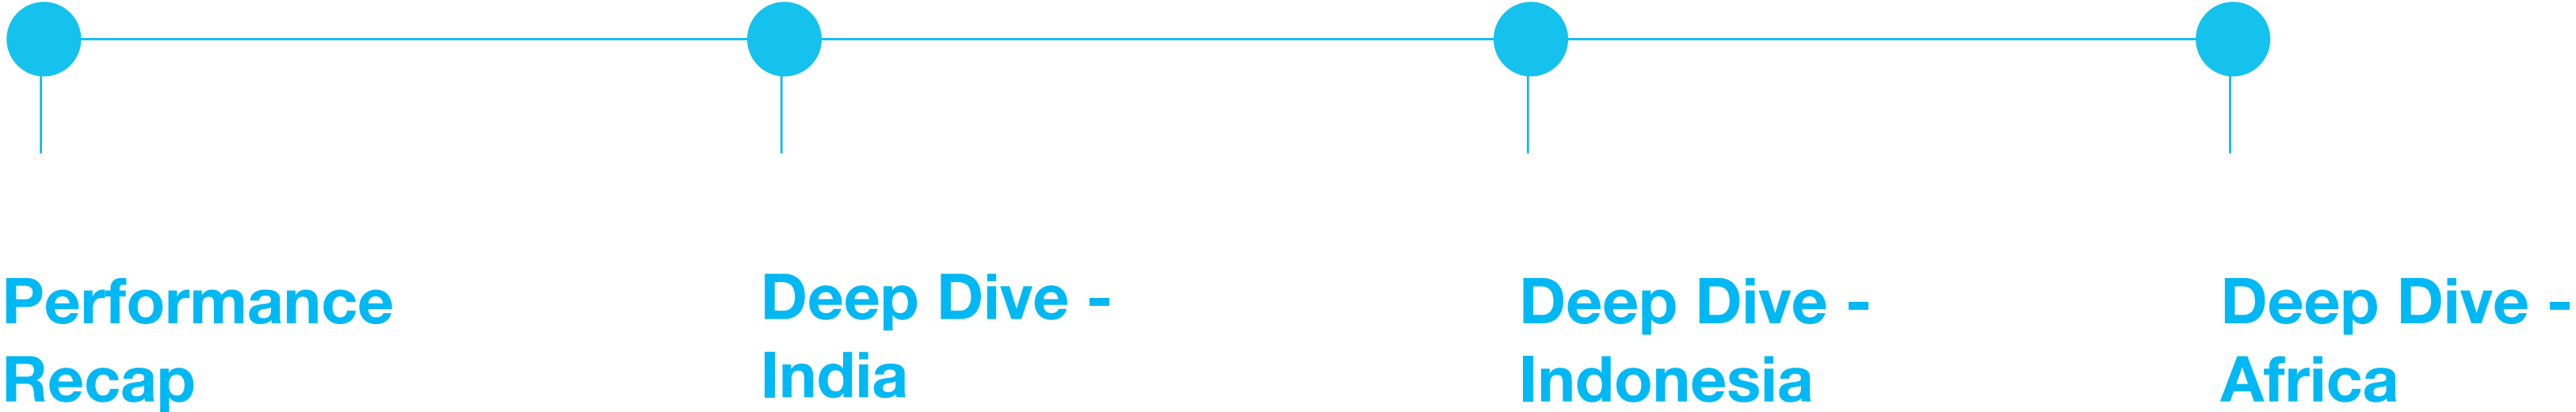 Performance
Recap
Deep Dive -
India
Deep Dive -
Indonesia
Deep Dive -
Africa